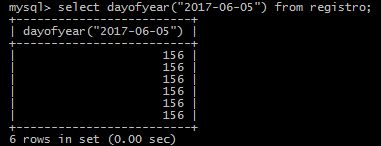 mysql> select dayofyear("2017-06-05") from registro;
+-------------------------+
| dayofyear("2017-06-05") |
+-------------------------+
|                     156 |
|                     156 |
|                     156 |
|                     156 |
|                     156 |
|                     156 |
+-------------------------+
6 rows in set (0.00 sec)